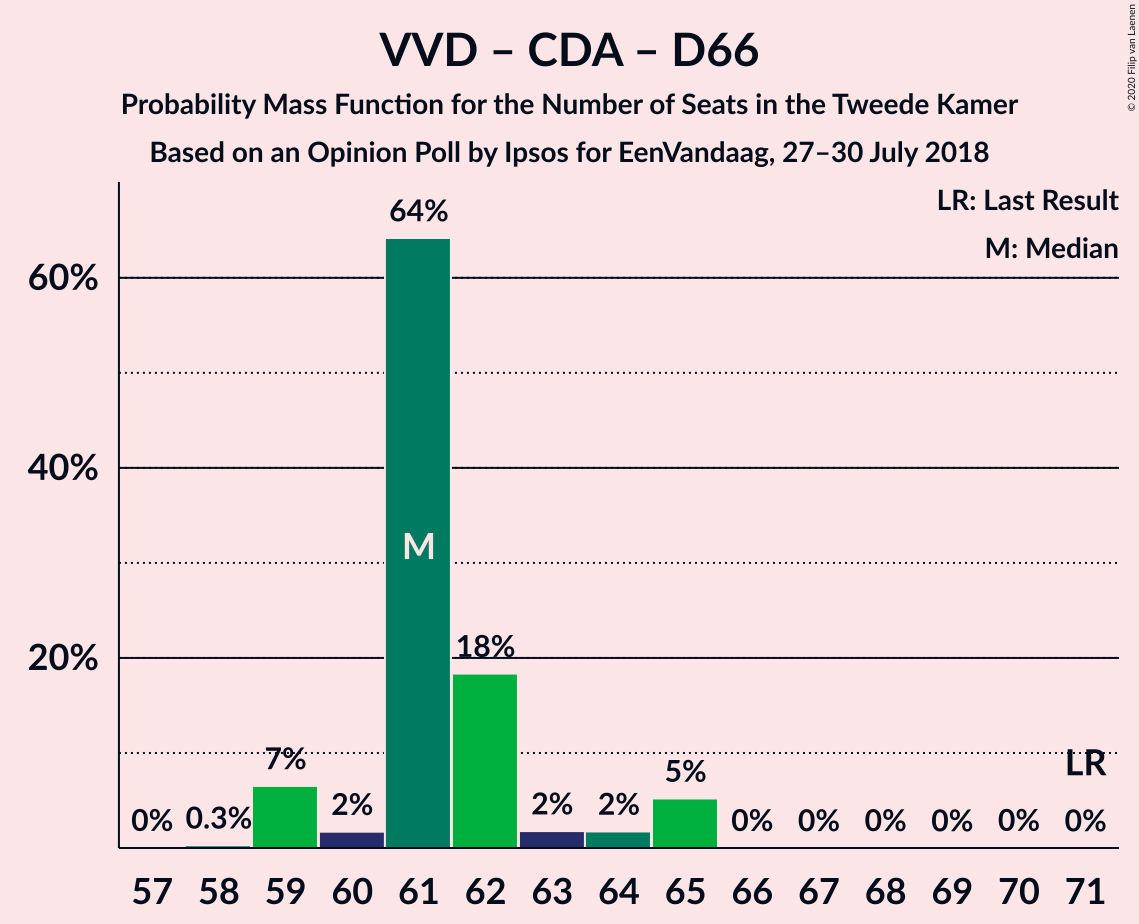 VVD – CDA – D66
Probability Mass Function for the Number of Seats in the Tweede Kamer
Based on an Opinion Poll by Ipsos for EenVandaag, 27–30 July 2018
© 2020 Filip van Laenen
LR: Last Result
M: Median
60%
40%
20%
0%
0.3%
7%
2%
64%
M
18%
2%
2%
5%
0%
0%
0%
0%
0%
LR
0%
57 58 59 60 61 62 63 64 65 66 67 68 69 70 71